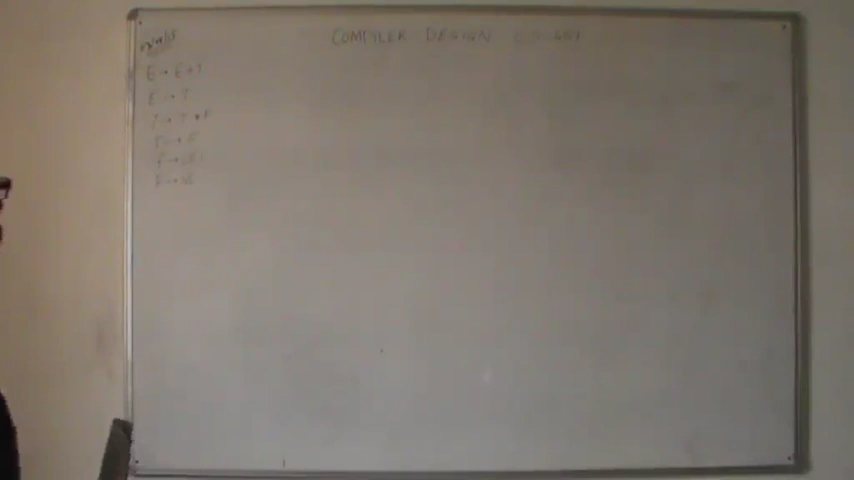 COMPILER DESIGN
E → E + T
E → T
T → T * F
T → F
F → (E)
F → id